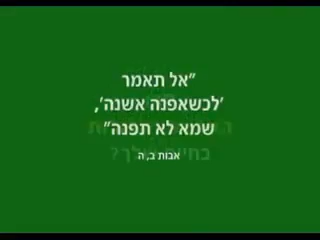 "אל תאמר
'לכשאפנה אשנה',
שמא לא תפנה"
אבות ב, ה